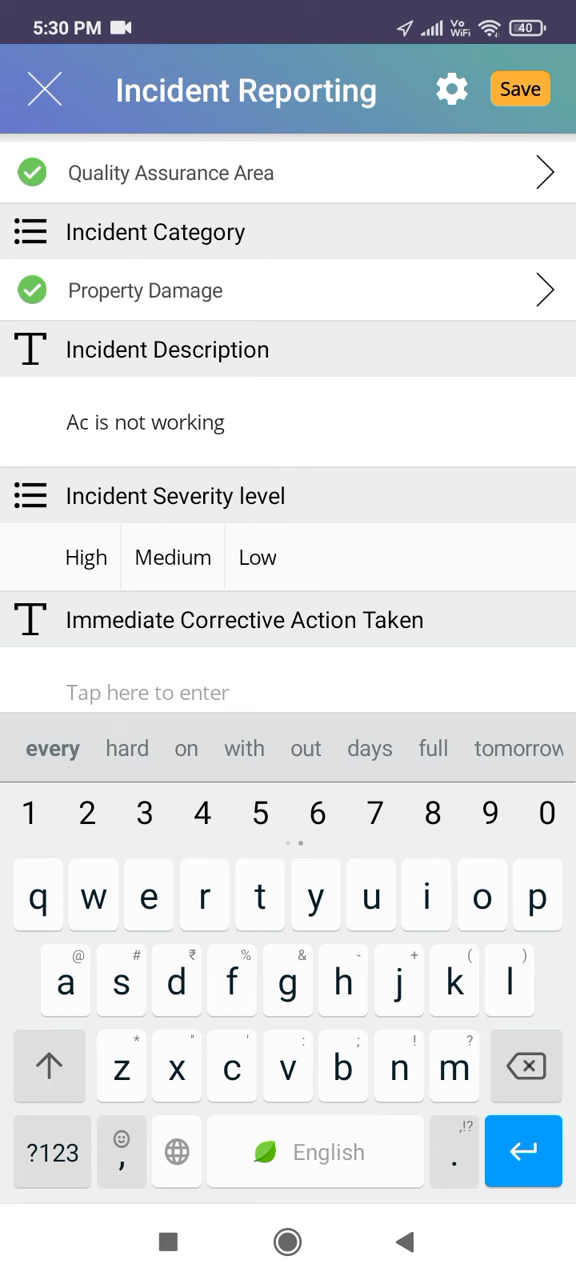 5:30 PM Vo WiFi 40
Incident Reporting Save
Quality Assurance Area
Incident Category
Property Damage
Incident Description
Ac is not working
Incident Severity level
High Medium Low
Immediate Corrective Action Taken
Tap here to enter
every hard on with out days full tomorrow
1 2 3 4 5 6 7 8 9 0
q w e r t y u i o p
@ # ₹ % & - + ( )
a s d f g h j k l
* " ' : ; ! ?
z x c v b n m
,!?
?123 , English .